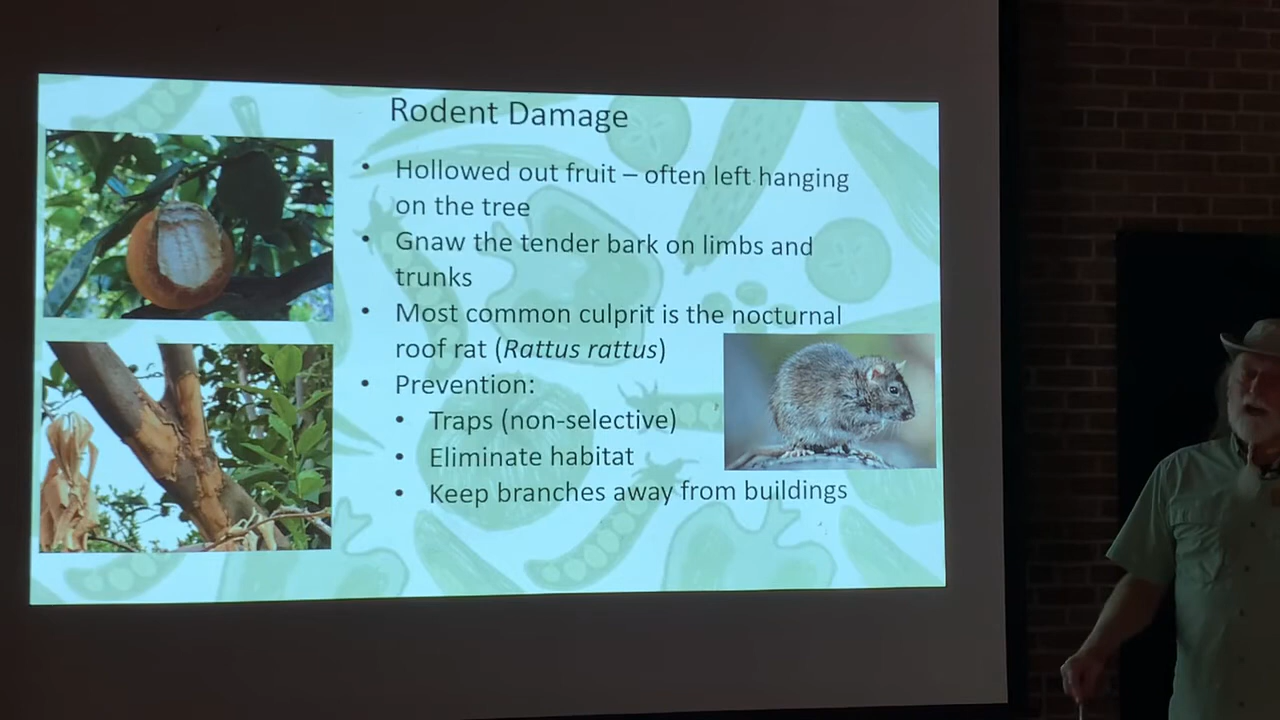 Rodent Damage
• Hollowed out fruit – often left hanging
on the tree
• Gnaw the tender bark on limbs and
trunks
• Most common culprit is the nocturnal
roof rat (Rattus rattus)
• Prevention:
• Traps (non-selective)
• Eliminate habitat
• Keep branches away from buildings